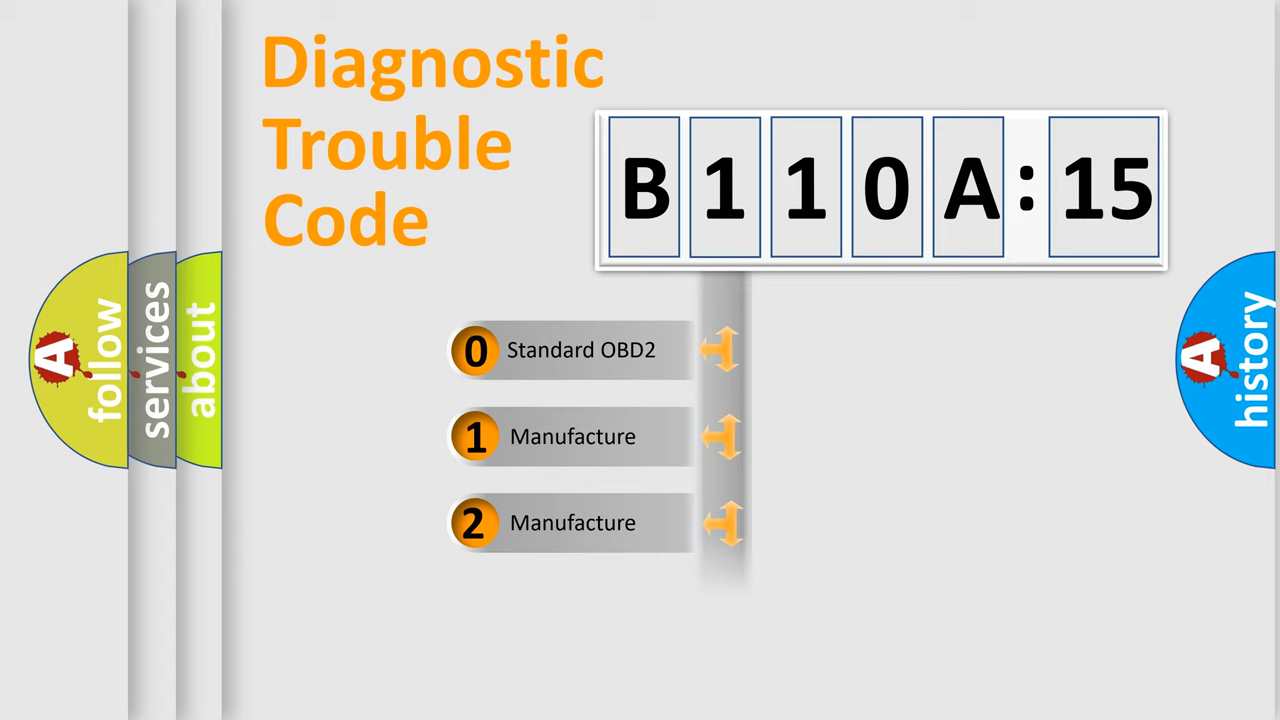 Diagnostic
Trouble
Code
B 1 1 0 A : 15
0 Standard OBD2
1 Manufacture
2 Manufacture
A follow
services
about
A history